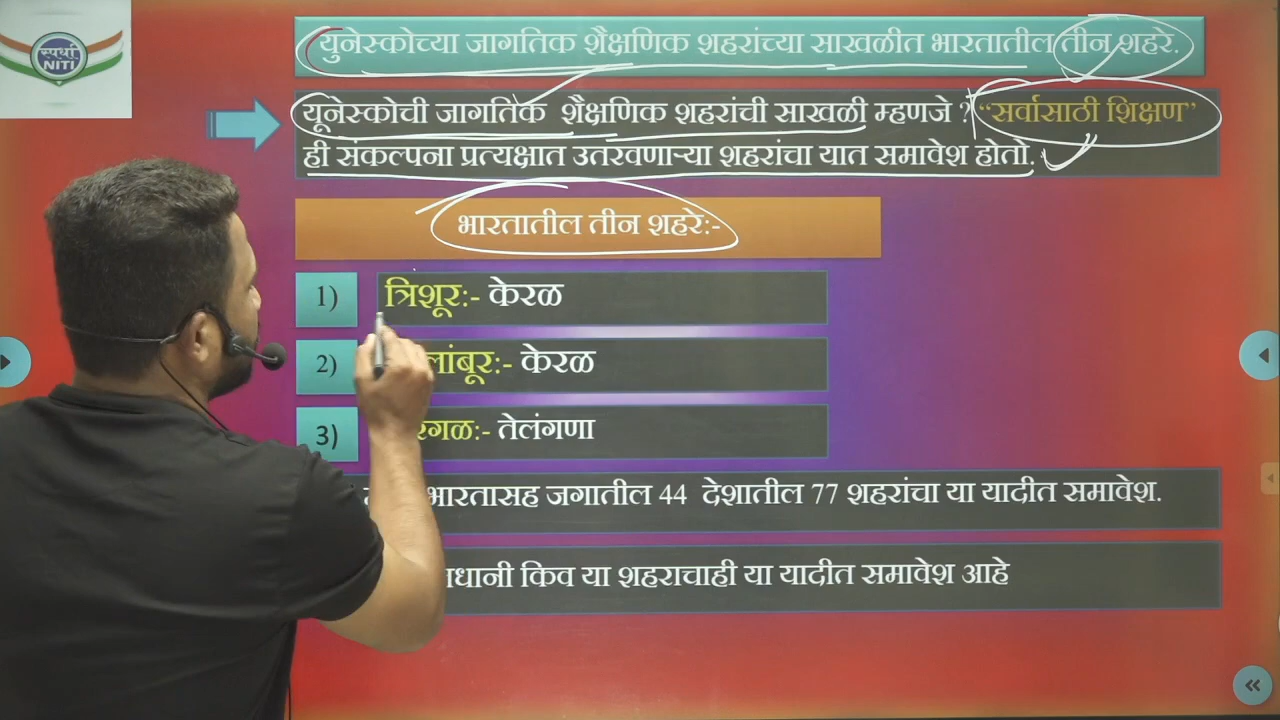 स्पर्धा
NITI
युनेस्कोच्या जागतिक शैक्षणिक शहरांच्या साखळीत भारतातील तीन शहरे.
यूनेस्कोची जागतिक शैक्षणिक शहरांची साखळी म्हणजे ? “सर्वासाठी शिक्षण”
ही संकल्पना प्रत्यक्षात उतरवणाऱ्या शहरांचा यात समावेश होतो.
भारतातील तीन शहरे:-
1) त्रिशूर:- केरळ
2) लांबूर:- केरळ
3) रगळ:- तेलंगणा
भारतासह जगातील 44 देशातील 77 शहरांचा या यादीत समावेश.
धानी किव या शहराचाही या यादीत समावेश आहे